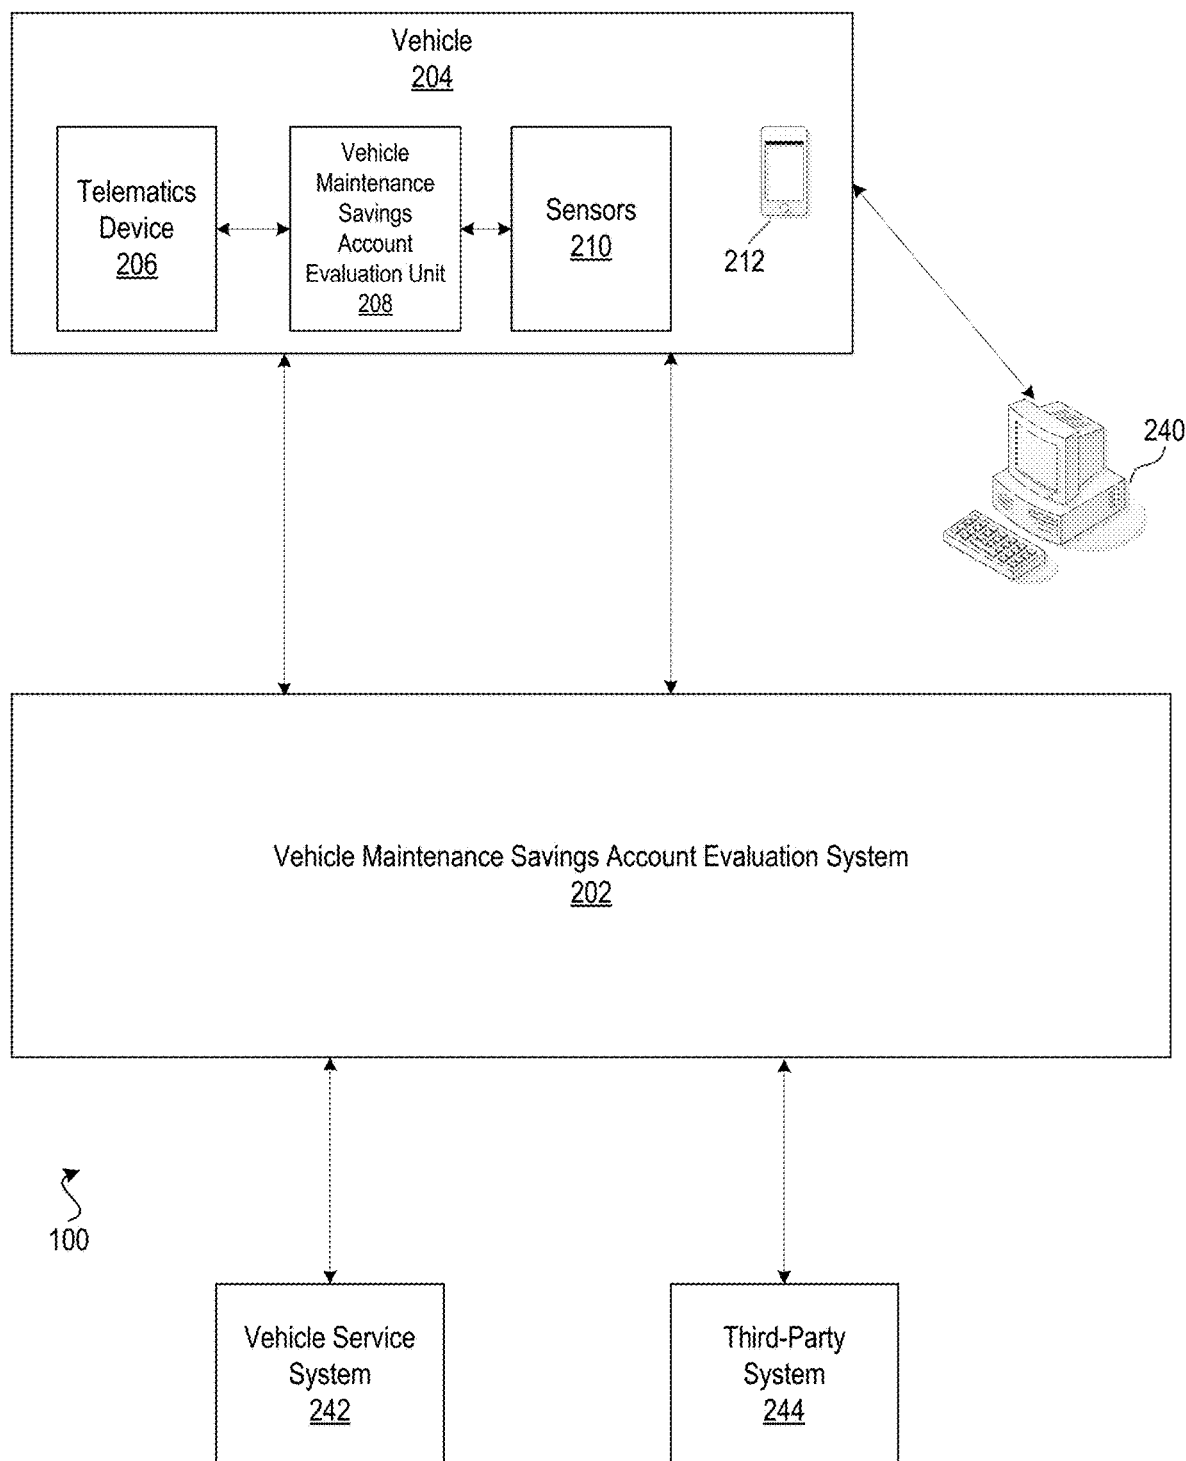 Vehicle
204
Telematics
Device
206
Vehicle
Maintenance
Savings
Account
Evaluation Unit
208
Sensors
210
212
240
Vehicle Maintenance Savings Account Evaluation System
202
100
Vehicle Service
System
242
Third-Party
System
244